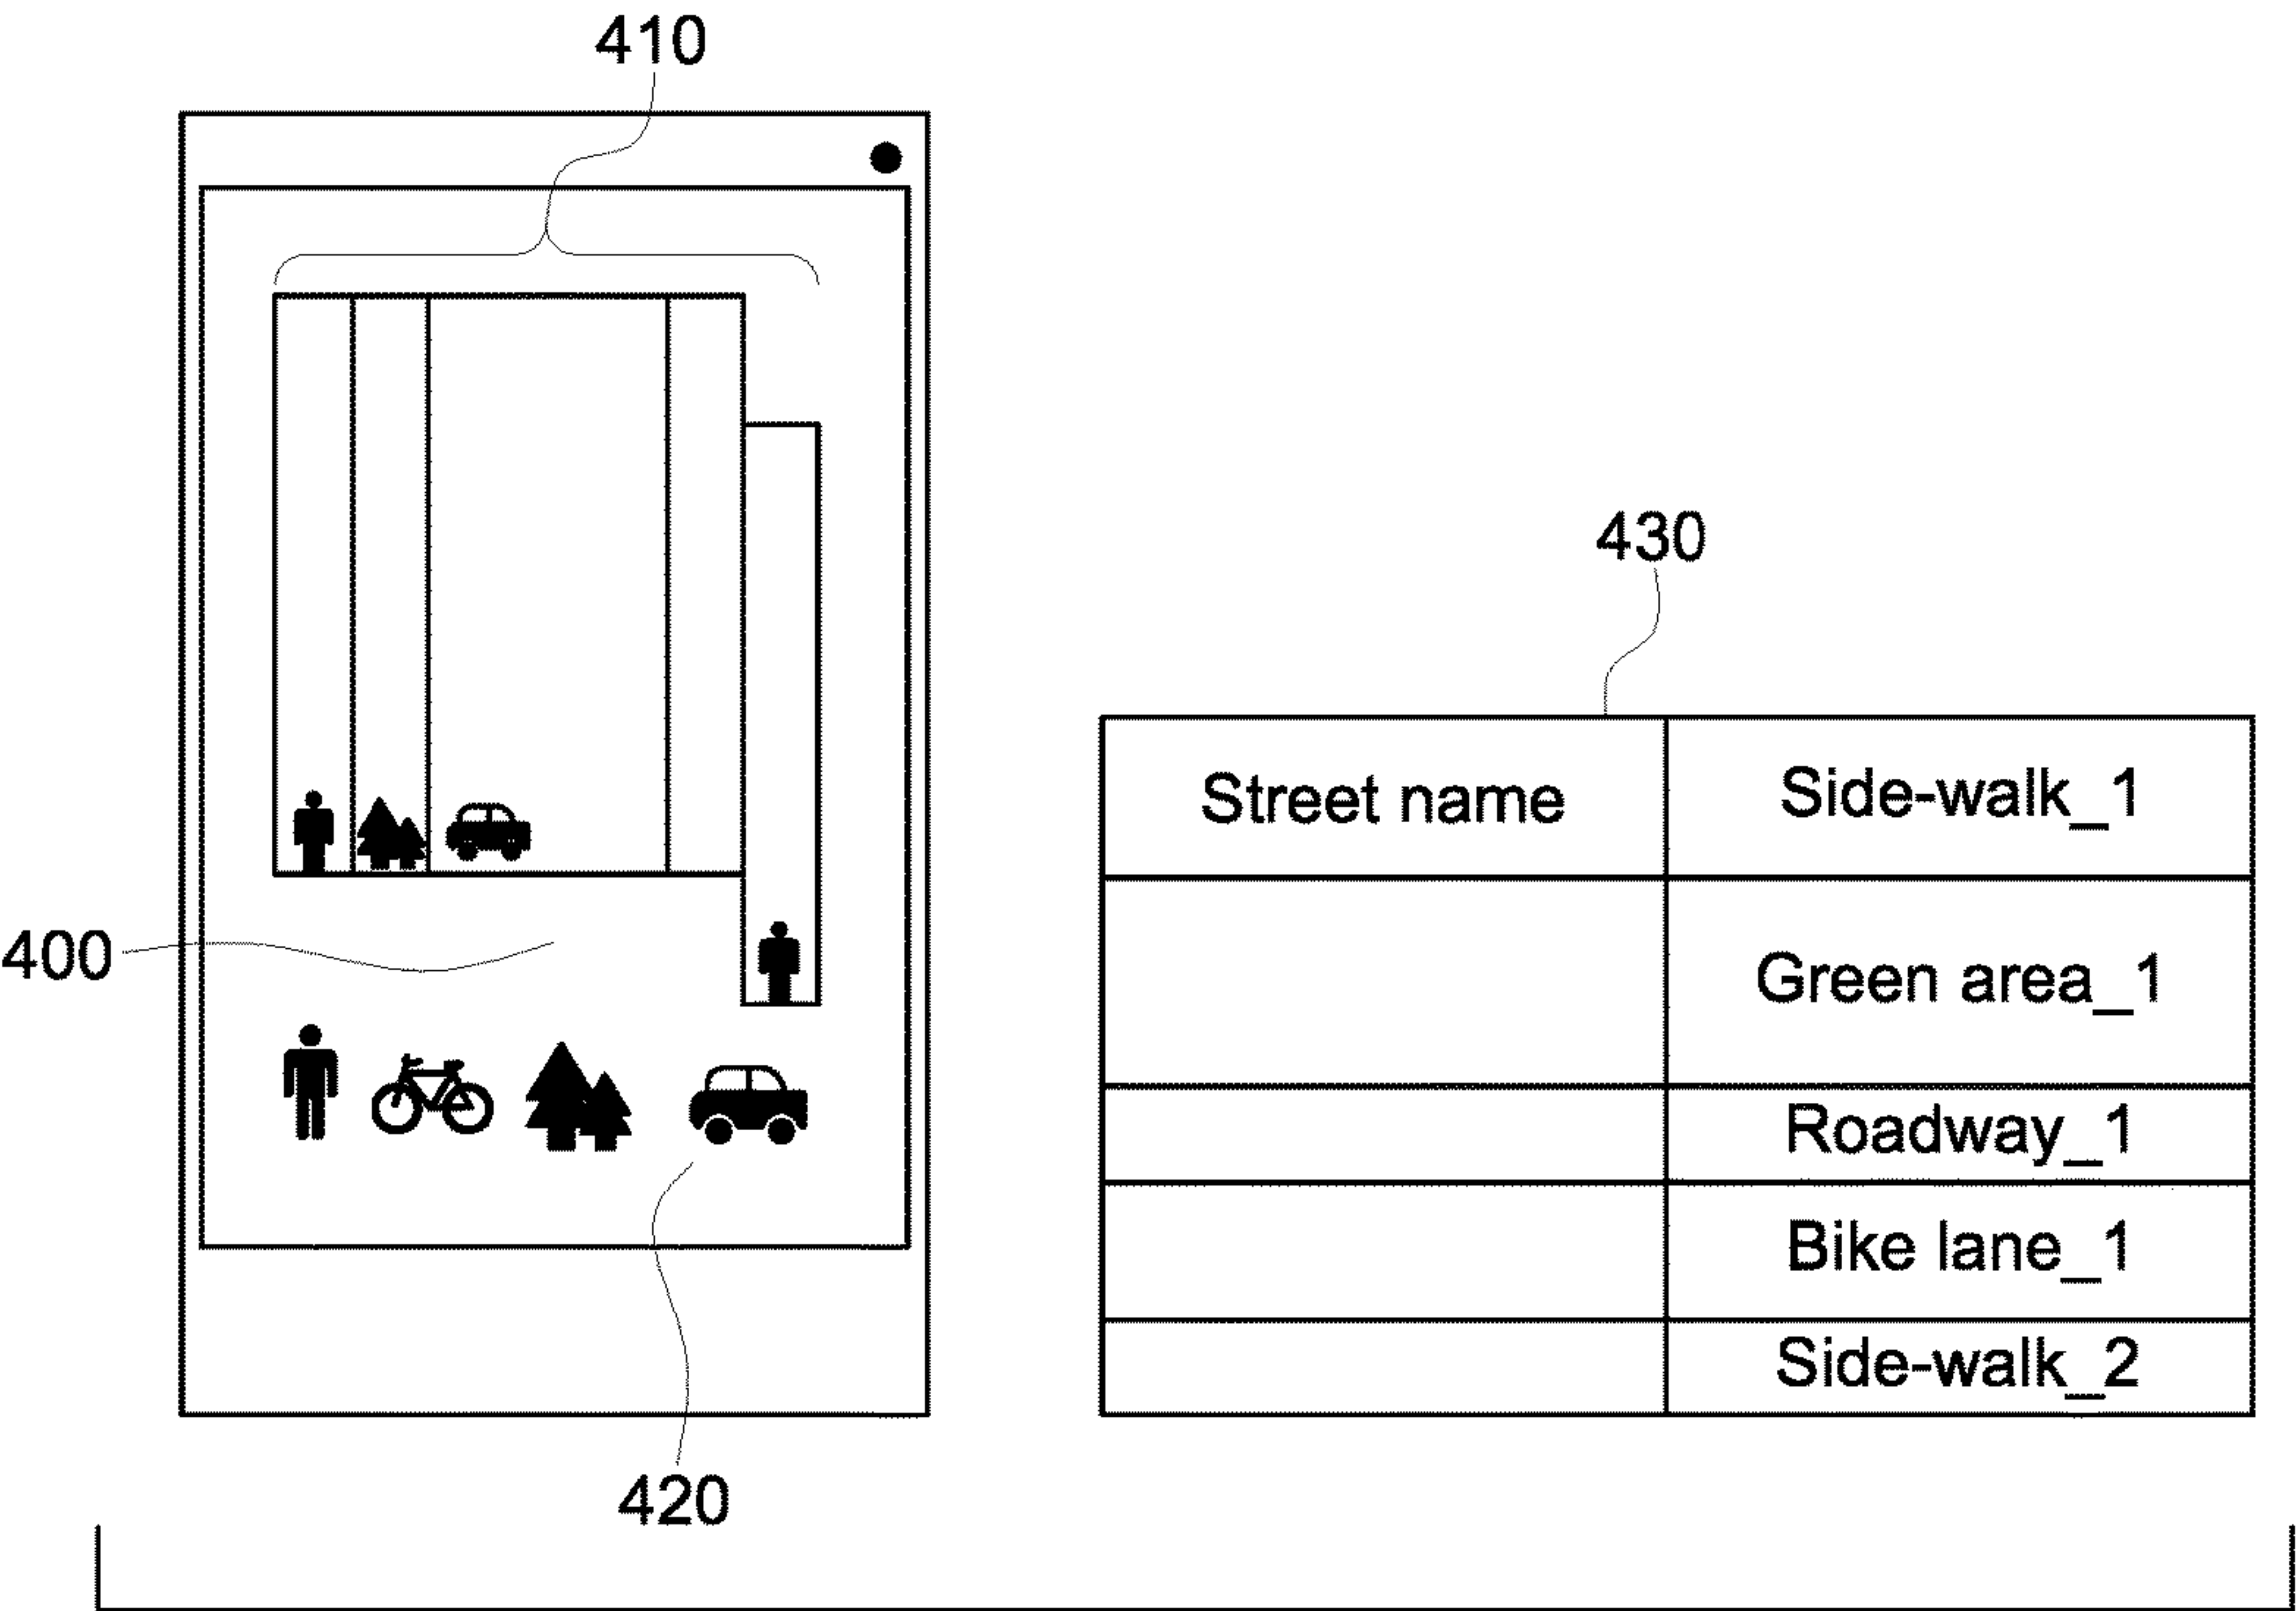 410
400
420
430
Street name
Side-walk_1
Green area_1
Roadway_1
Bike lane_1
Side-walk_2